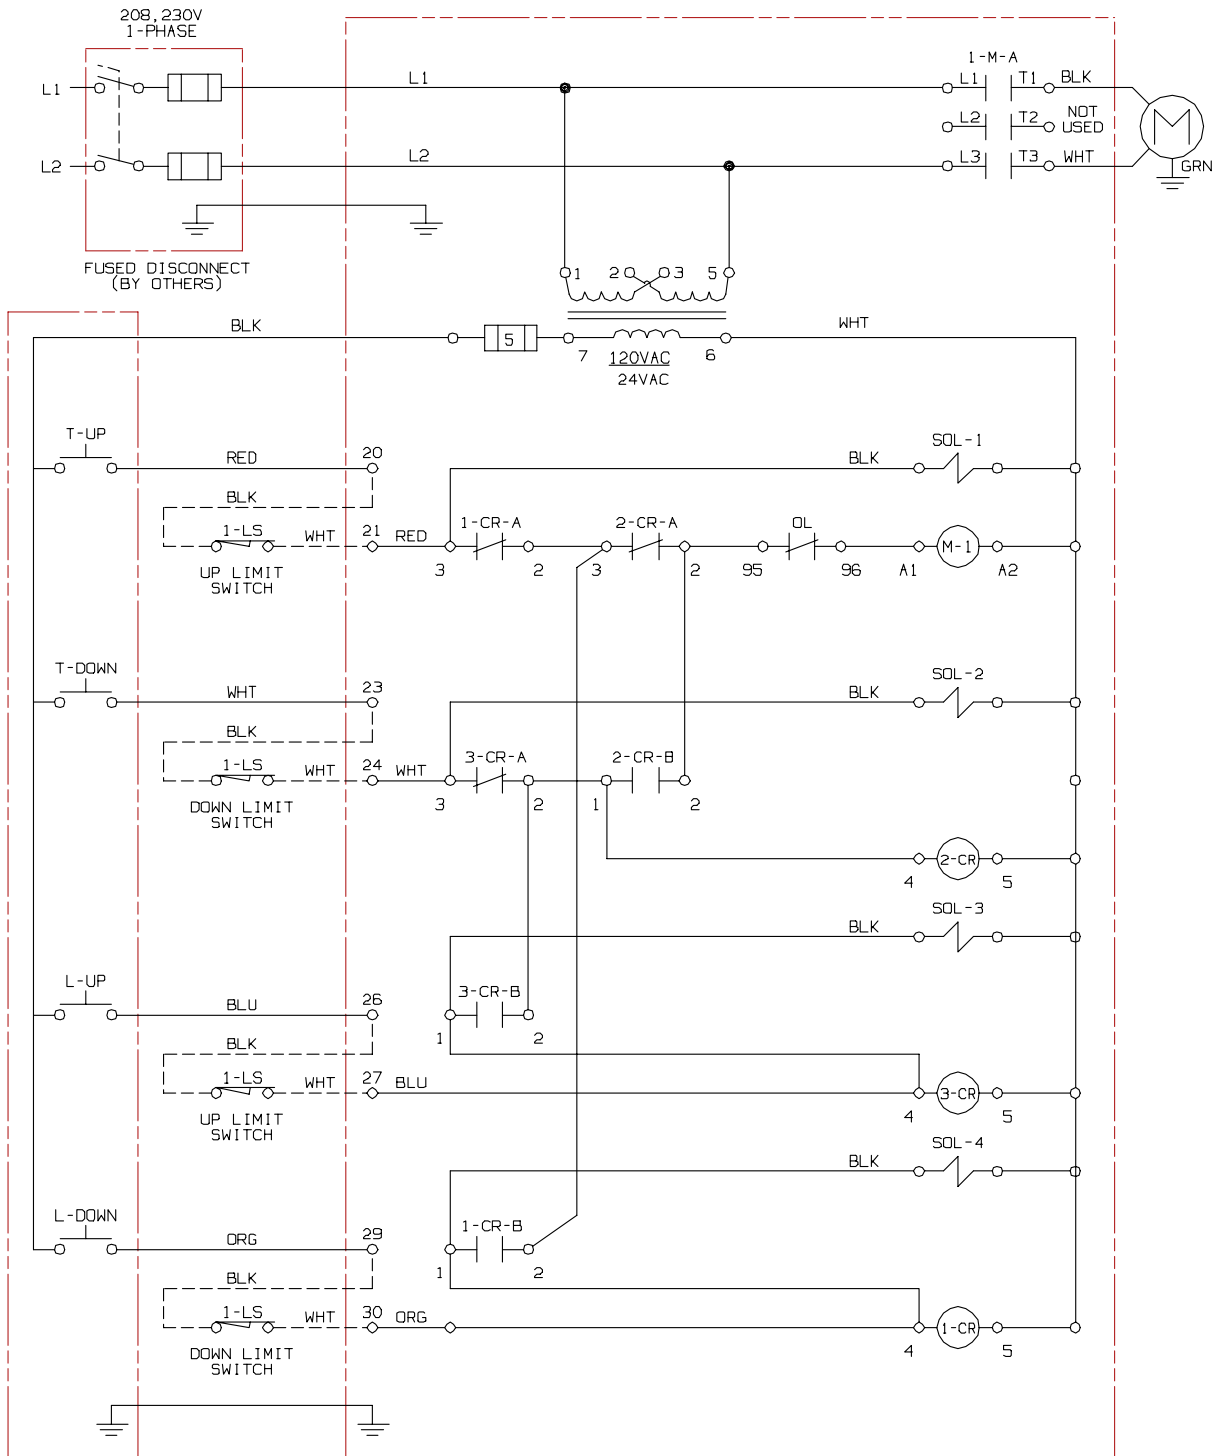 208,230V
1-PHASE
1-M-A
L1
L1
L1
T1
BLK
L2
T2
NOT
USED
L2
L2
L3
T3
WHT
M
GRN
FUSED DISCONNECT
(BY OTHERS)
1
2
3
5
BLK
5
7
120VAC
24VAC
6
WHT
T-UP
RED
20
BLK
SOL-1
BLK
1-LS
WHT
21
RED
1-CR-A
2-CR-A
OL
M-1
UP LIMIT
SWITCH
3
2
3
2
95
96
A1
A2
T-DOWN
WHT
23
BLK
SOL-2
BLK
1-LS
WHT
24
WHT
3-CR-A
2-CR-B
DOWN LIMIT
SWITCH
3
2
1
2
2-CR
4
5
BLK
SOL-3
L-UP
BLU
26
3-CR-B
1
2
BLK
1-LS
WHT
27
BLU
3-CR
4
5
UP LIMIT
SWITCH
BLK
SOL-4
L-DOWN
ORG
29
1-CR-B
1
2
BLK
1-LS
WHT
30
ORG
1-CR
4
5
DOWN LIMIT
SWITCH